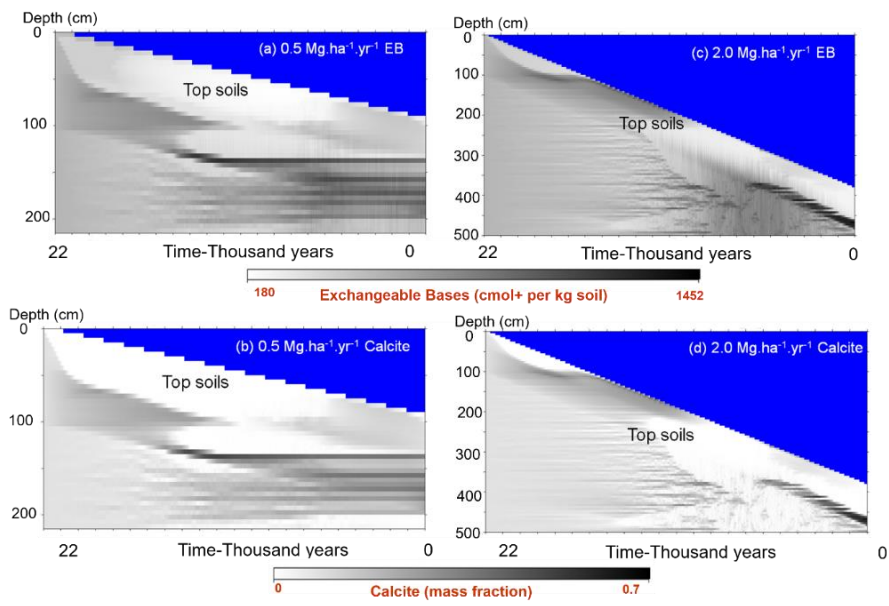 Depth (cm)
0
(a) 0.5 Mg.ha⁻¹.yr⁻¹ EB
Top soils
100
200
22
Time-Thousand years
0
Depth (cm)
0
(c) 2.0 Mg.ha⁻¹.yr⁻¹ EB
100
Top soils
200
300
400
500
22
Time-Thousand years
0
180
Exchangeable Bases (cmol+ per kg soil)
1452
Depth (cm)
0
(b) 0.5 Mg.ha⁻¹.yr⁻¹ Calcite
Top soils
100
200
22
Time-Thousand years
0
Depth (cm)
0
(d) 2.0 Mg.ha⁻¹.yr⁻¹ Calcite
100
200
Top soils
300
400
500
22
Time-Thousand years
0
0
Calcite (mass fraction)
0.7